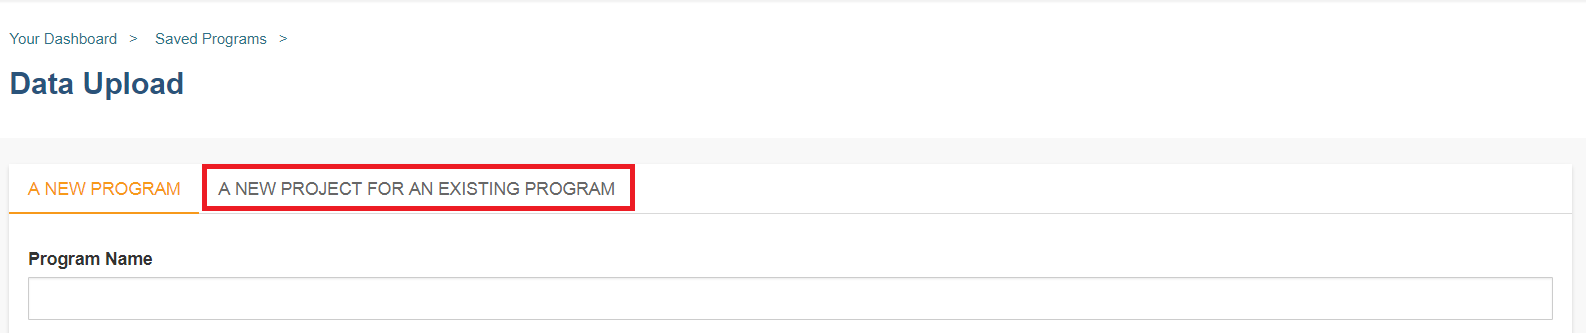 Your Dashboard > Saved Programs >
Data Upload
A NEW PROGRAM A NEW PROJECT FOR AN EXISTING PROGRAM
Program Name